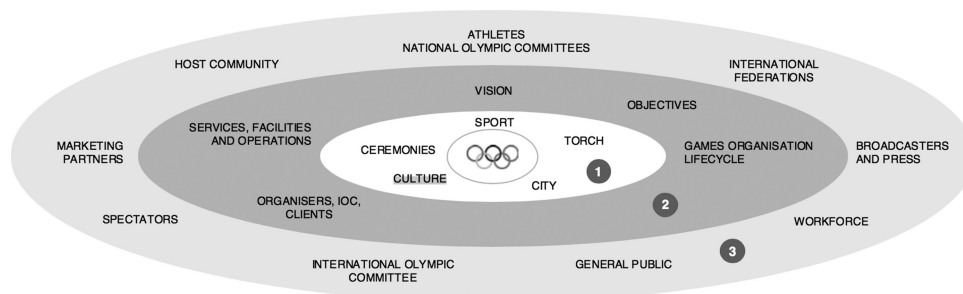 ATHLETES
NATIONAL OLYMPIC COMMITTEES
HOST COMMUNITY
INTERNATIONAL
FEDERATIONS
VISION
OBJECTIVES
SPORT
SERVICES, FACILITIES
AND OPERATIONS
TORCH
MARKETING
PARTNERS
CEREMONIES
GAMES ORGANISATION
LIFECYCLE
BROADCASTERS
AND PRESS
1
CULTURE
CITY
ORGANISERS, IOC,
CLIENTS
2
SPECTATORS
WORKFORCE
3
INTERNATIONAL OLYMPIC
COMMITTEE
GENERAL PUBLIC